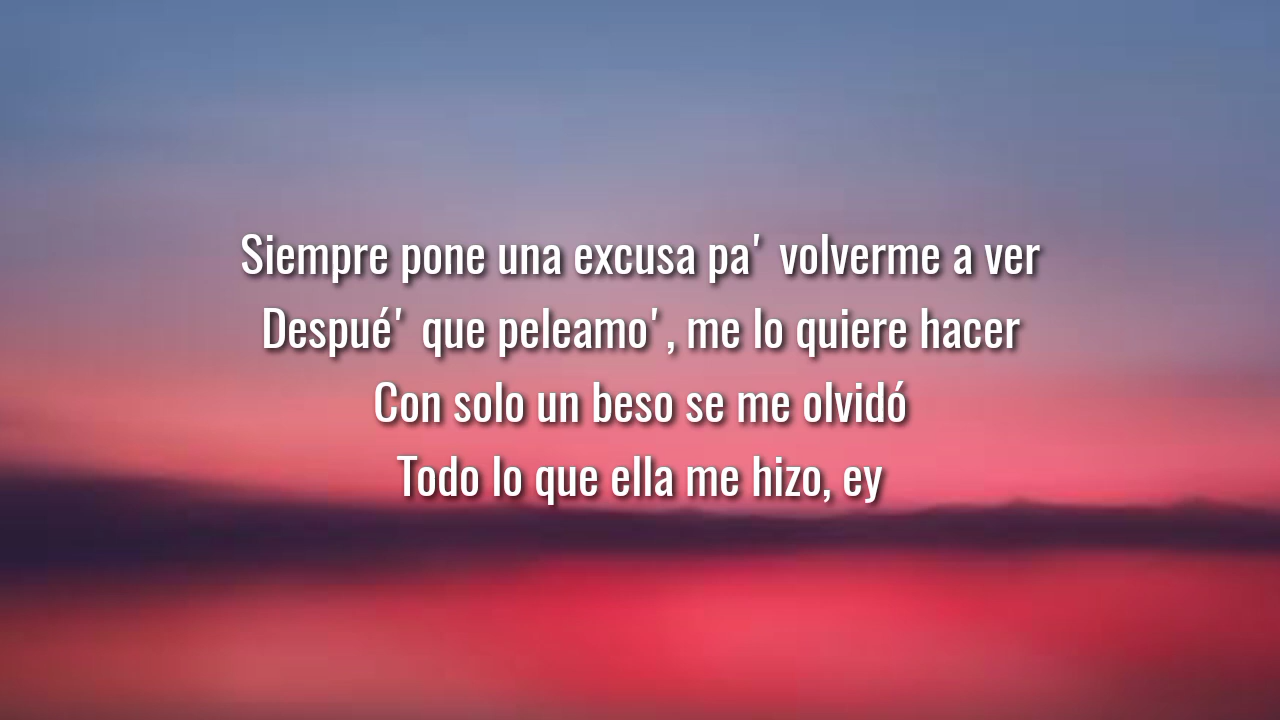 Siempre pone una excusa pa' volverme a ver
Despué' que peleamo', me lo quiere hacer
Con solo un beso se me olvidó
Todo lo que ella me hizo, ey